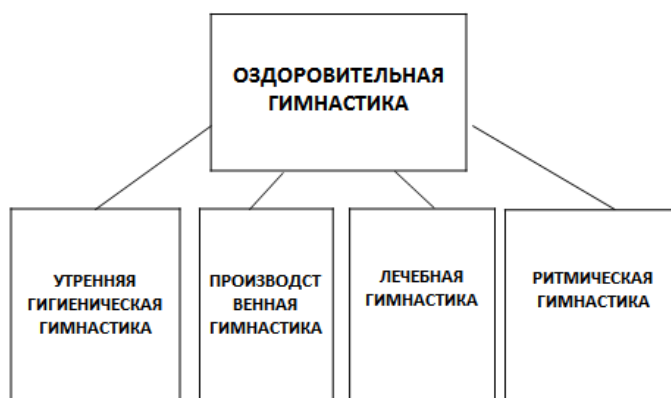 ОЗДОРОВИТЕЛЬНАЯ
ГИМНАСТИКА
УТРЕННЯЯ
ГИГИЕНИЧЕСКАЯ
ГИМНАСТИКА
ПРОИЗВОДСТ
ВЕННАЯ
ГИМНАСТИКА
ЛЕЧЕБНАЯ
ГИМНАСТИКА
РИТМИЧЕСКАЯ
ГИМНАСТИКА